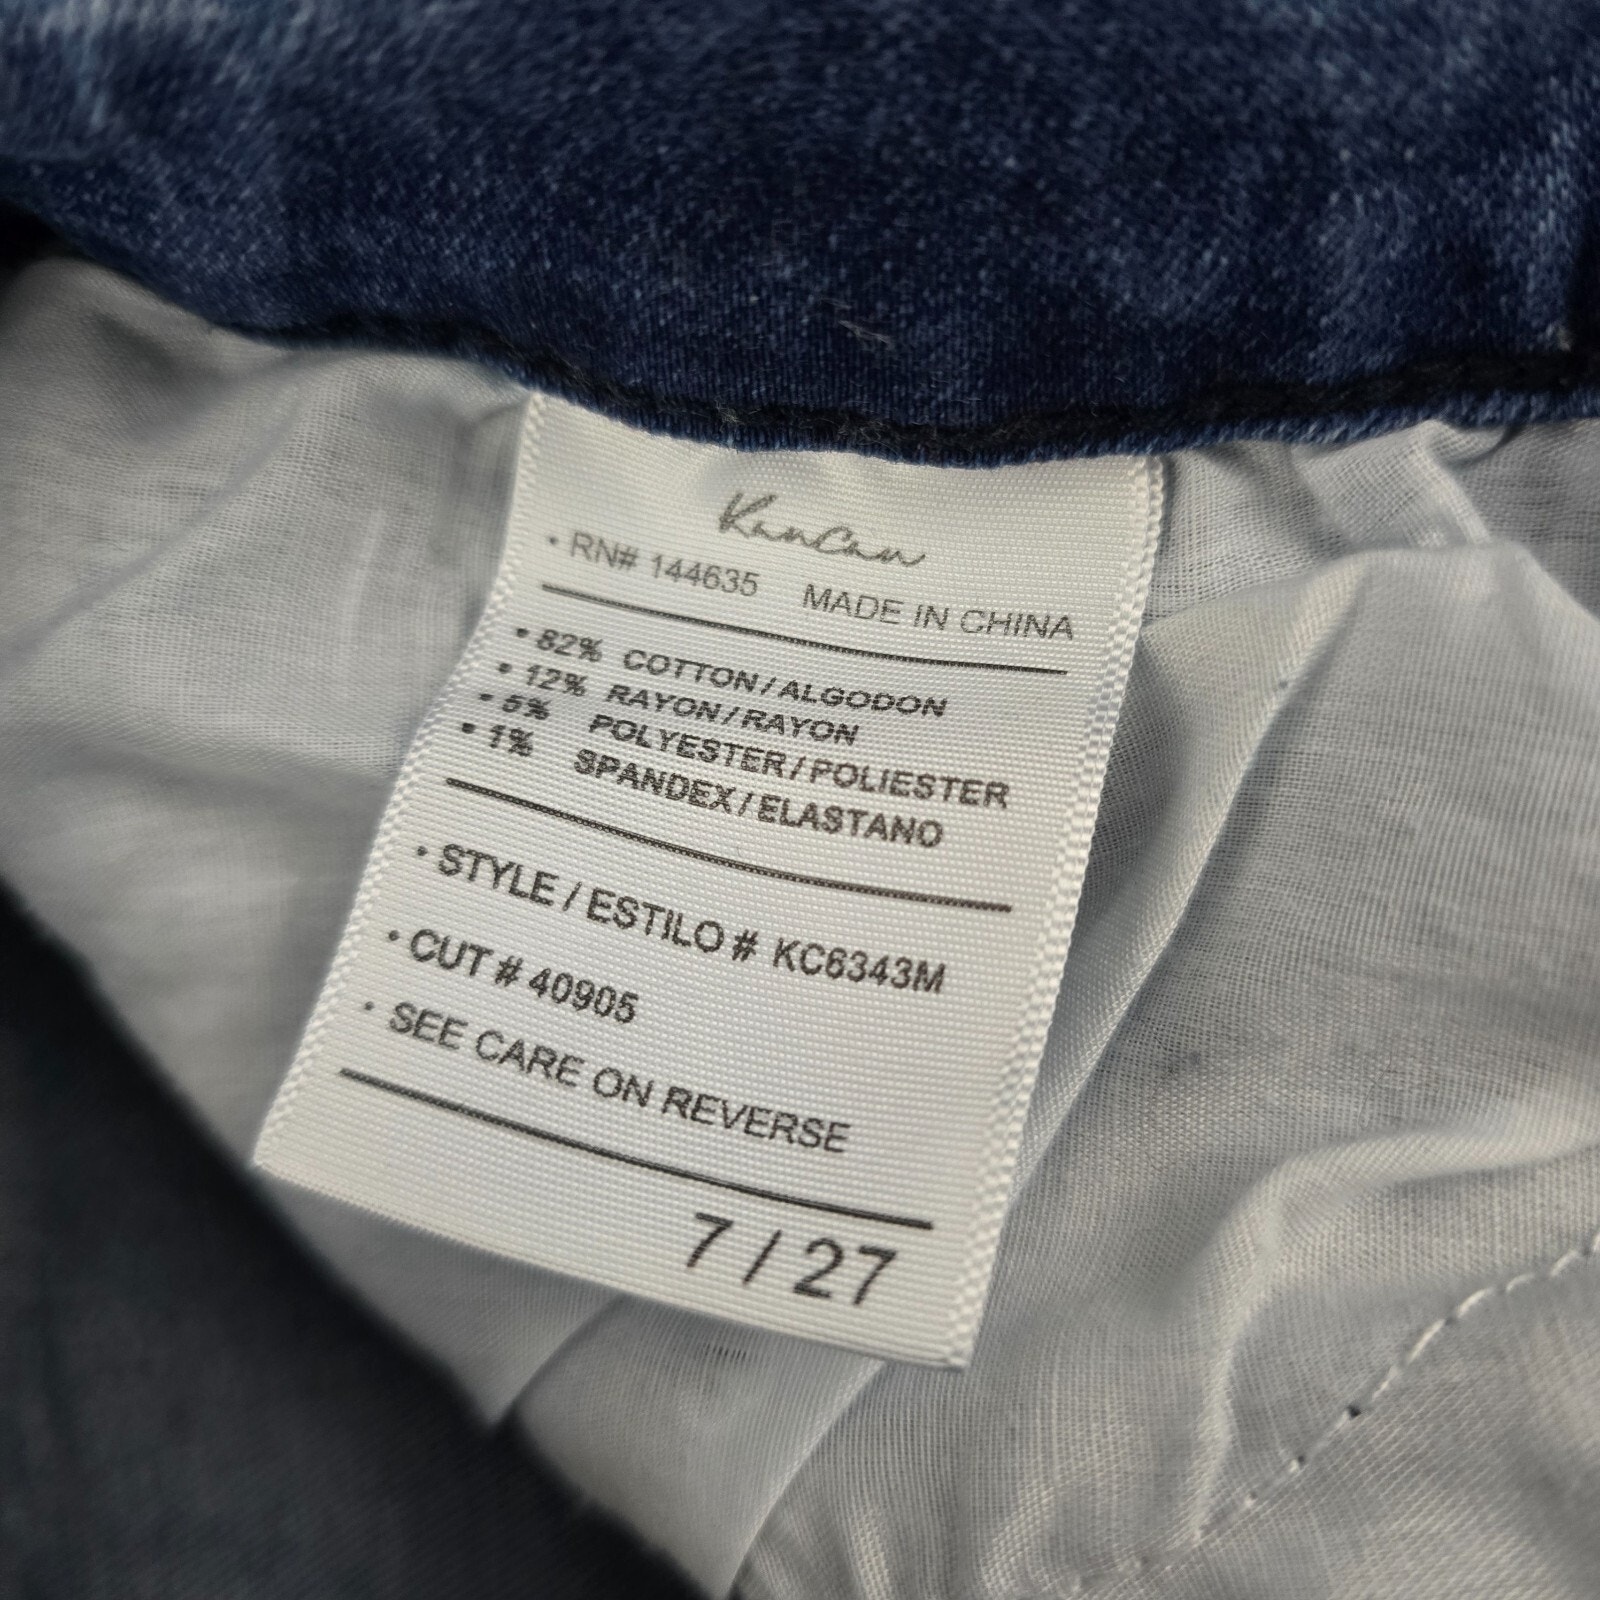 KanCan
• RN# 144635 MADE IN CHINA
• 82% COTTON / ALGODON
• 12% RAYON / RAYON
• 5% POLYESTER / POLIESTER
• 1% SPANDEX / ELASTANO
• STYLE / ESTILO # KC6343M
• CUT # 40905
• SEE CARE ON REVERSE
7 / 27